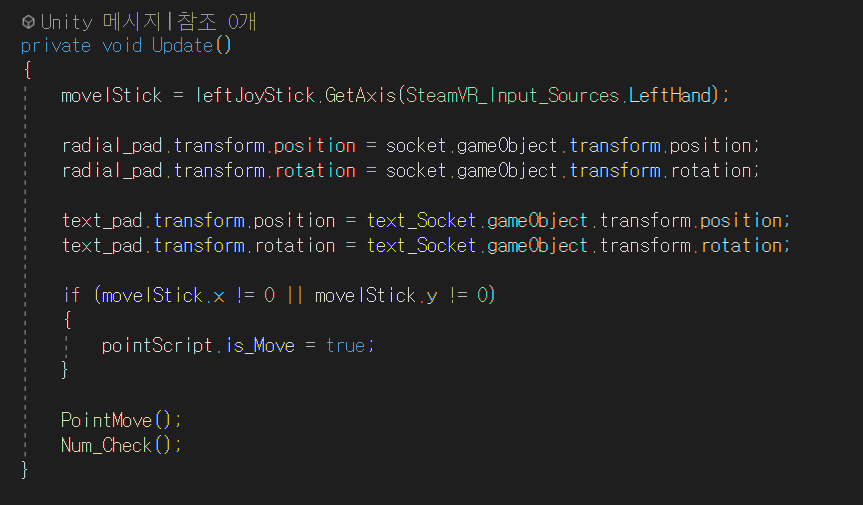 Unity 메시지|참조 0개
private void Update()
{
movelStick = leftJoyStick.GetAxis(SteamVR_Input_Sources.LeftHand);
radial_pad.transform.position = socket.gameObject.transform.position;
radial_pad.transform.rotation = socket.gameObject.transform.rotation;
text_pad.transform.position = text_Socket.gameObject.transform.position;
text_pad.transform.rotation = text_Socket.gameObject.transform.rotation;
if (movelStick.x != 0 || movelStick.y != 0)
{
pointScript.is_Move = true;
}
PointMove();
Num_Check();
}